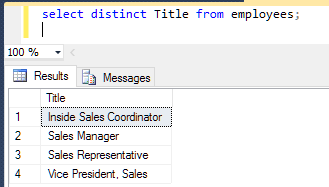 select distinct Title from employees;
100 %
Results Messages
Title
1 Inside Sales Coordinator
2 Sales Manager
3 Sales Representative
4 Vice President, Sales